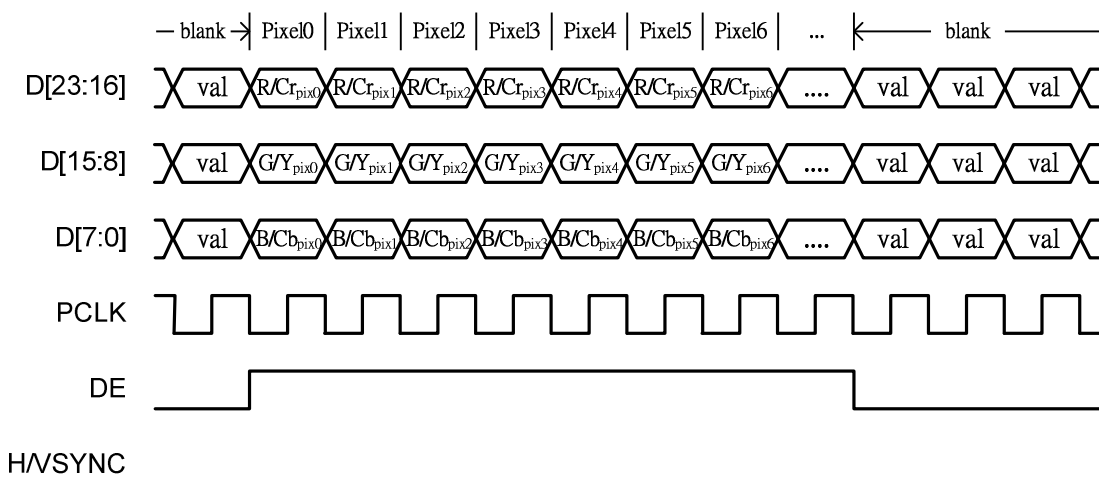 blank Pixel0 Pixel1 Pixel2 Pixel3 Pixel4 Pixel5 Pixel6 ... blank
D[23:16] val R/Crpix0 R/Crpix1 R/Crpix2 R/Crpix3 R/Crpix4 R/Crpix5 R/Crpix6 .... val val val
D[15:8] val G/Ypix0 G/Ypix1 G/Ypix2 G/Ypix3 G/Ypix4 G/Ypix5 G/Ypix6 .... val val val
D[7:0] val B/Cbpix0 B/Cbpix1 B/Cbpix2 B/Cbpix3 B/Cbpix4 B/Cbpix5 B/Cbpix6 .... val val val
PCLK
DE
H/VSYNC